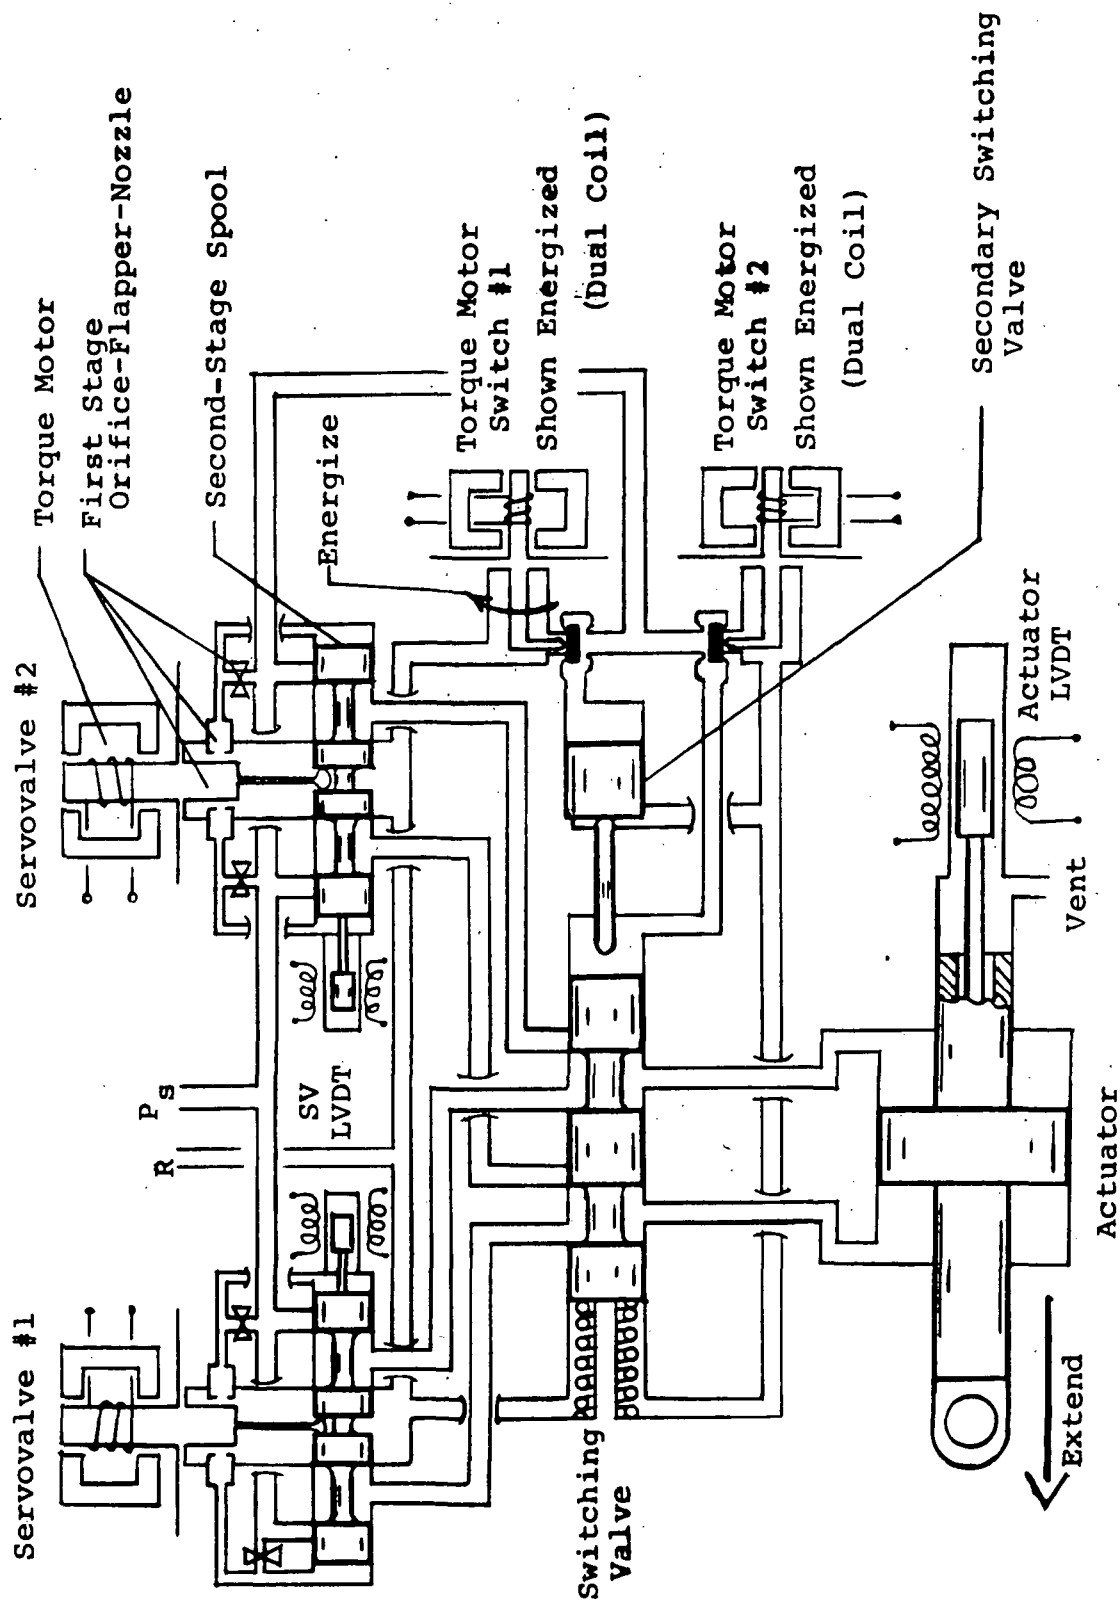 Servovalve #1
Servovalve #2
Torque Motor
First Stage
Orifice-Flapper-Nozzle
Second-Stage Spool
R
Ps
SV
LVDT
Energize
Torque Motor
Switch #1
Shown Energized
(Dual Coil)
Torque Motor
Switch #2
Shown Energized
(Dual Coil)
Secondary Switching
Valve
Switching
Valve
Actuator
LVDT
Vent
Extend
Actuator